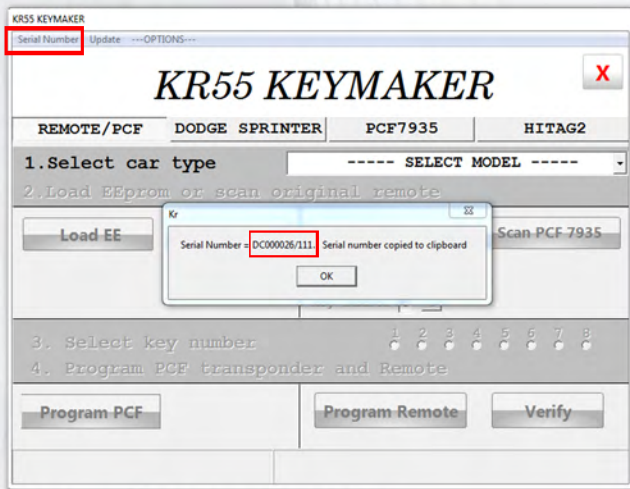 KR55 KEYMAKER
Serial Number Update ---OPTIONS---
KR55 KEYMAKER
X
REMOTE/PCF DODGE SPRINTER PCF7935 HITAG2
1.Select car type ----- SELECT MODEL -----
2.Load EEprom or scan original remote
Kr
Load EE Scan PCF 7935
Serial Number = DC000026/111. Serial number copied to clipboard
OK
3. Select key number 1 2 3 4 5 6 7 8
4. Program PCF transponder and Remote
Program PCF Program Remote Verify